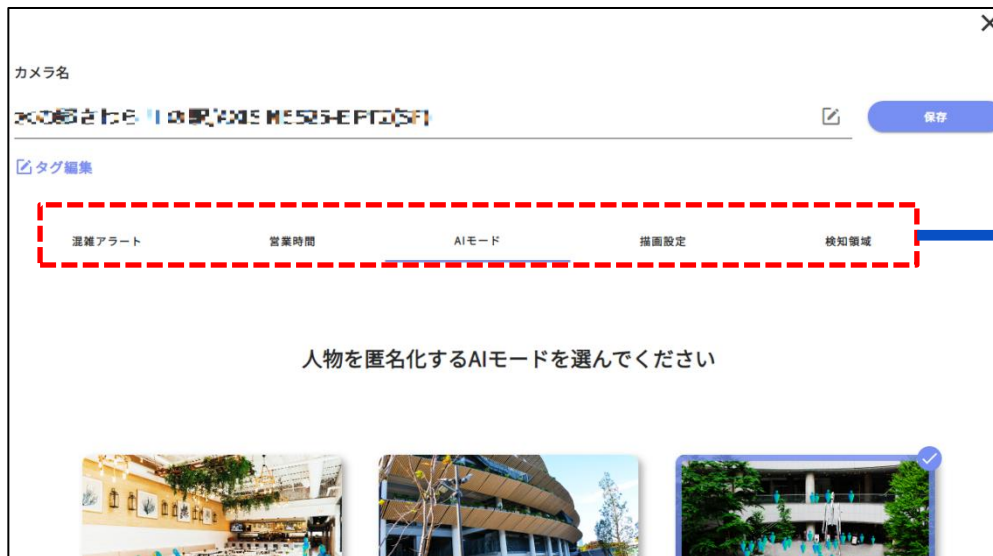 カメラ名
保存
タグ編集
混雑アラート 営業時間 AIモード 描画設定 検知領域
人物を匿名化するAIモードを選んでください